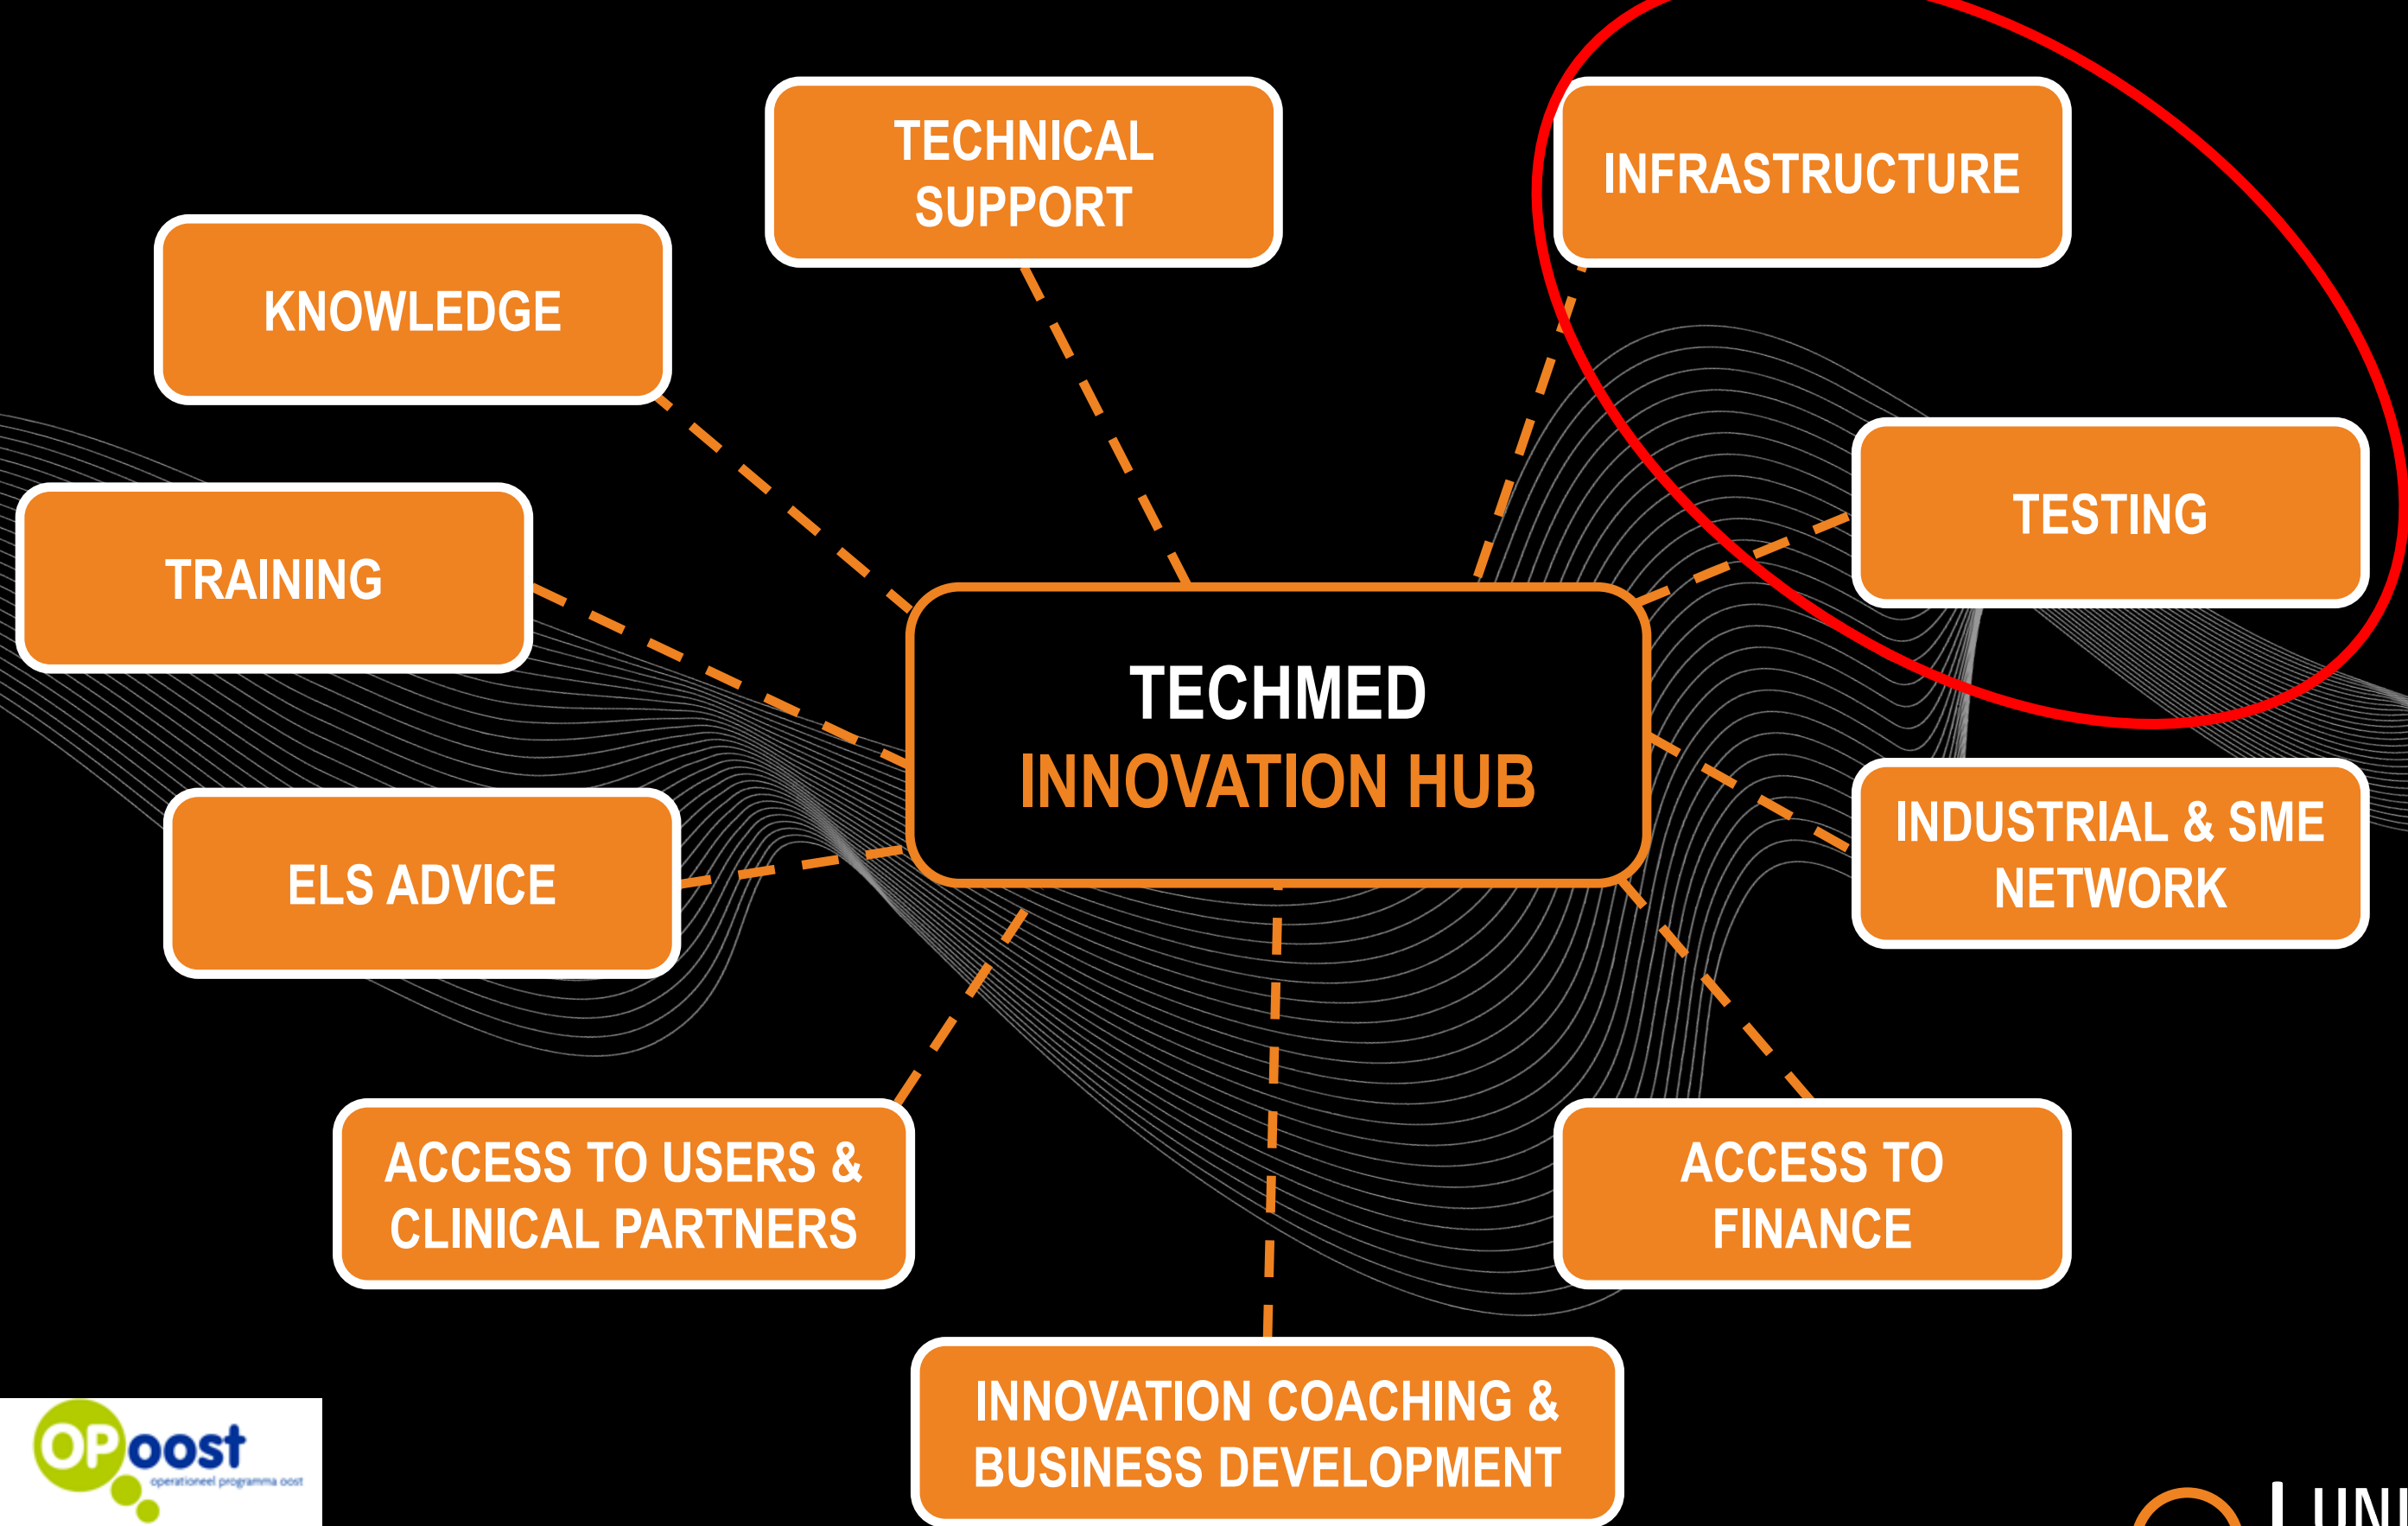 TECHNICAL
SUPPORT
INFRASTRUCTURE
KNOWLEDGE
TESTING
TRAINING
TECHMED
INNOVATION HUB
INDUSTRIAL & SME
NETWORK
ELS ADVICE
ACCESS TO USERS &
CLINICAL PARTNERS
ACCESS TO
FINANCE
INNOVATION COACHING &
BUSINESS DEVELOPMENT
OPoost
operationeel programma oost